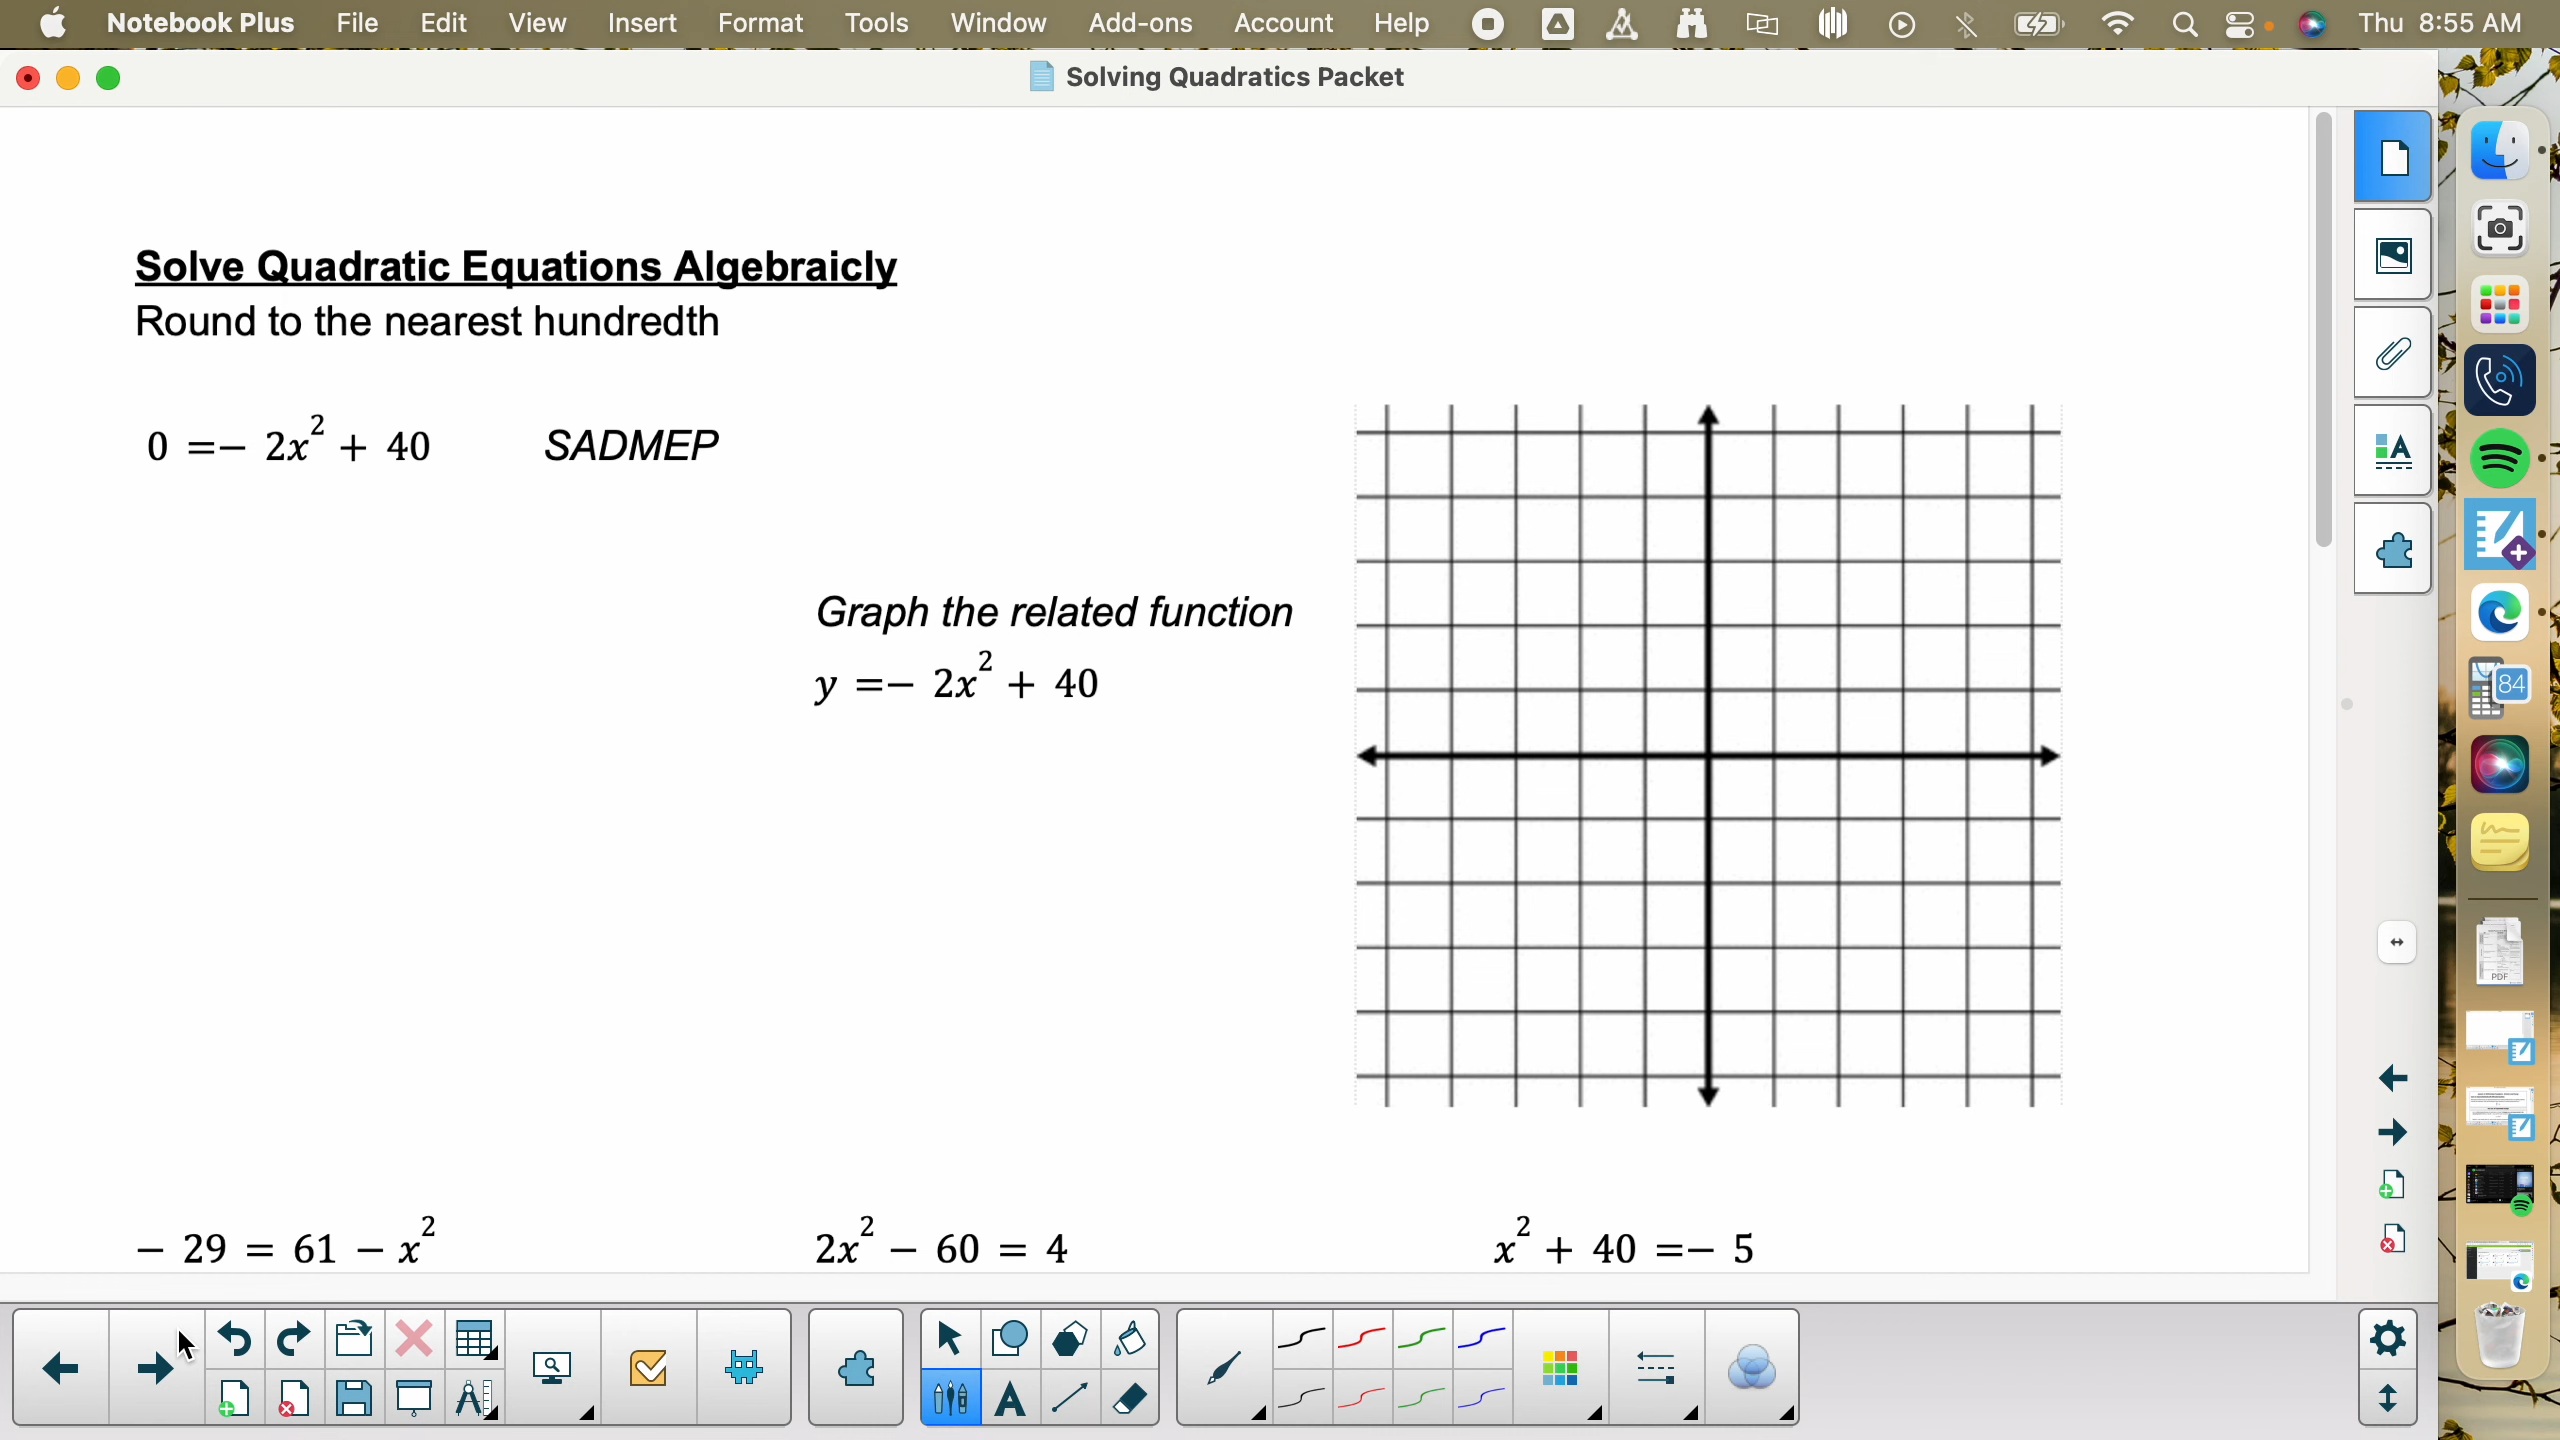 Notebook Plus File Edit View Insert Format Tools Window Add-ons Account Help Thu 8:55 AM
Solving Quadratics Packet
Solve Quadratic Equations Algebraicly
Round to the nearest hundredth
0 =− 2x² + 40 SADMEP
Graph the related function
y =− 2x² + 40
− 29 = 61 − x² 2x² − 60 = 4 x² + 40 =− 5
A
84
PDF
A